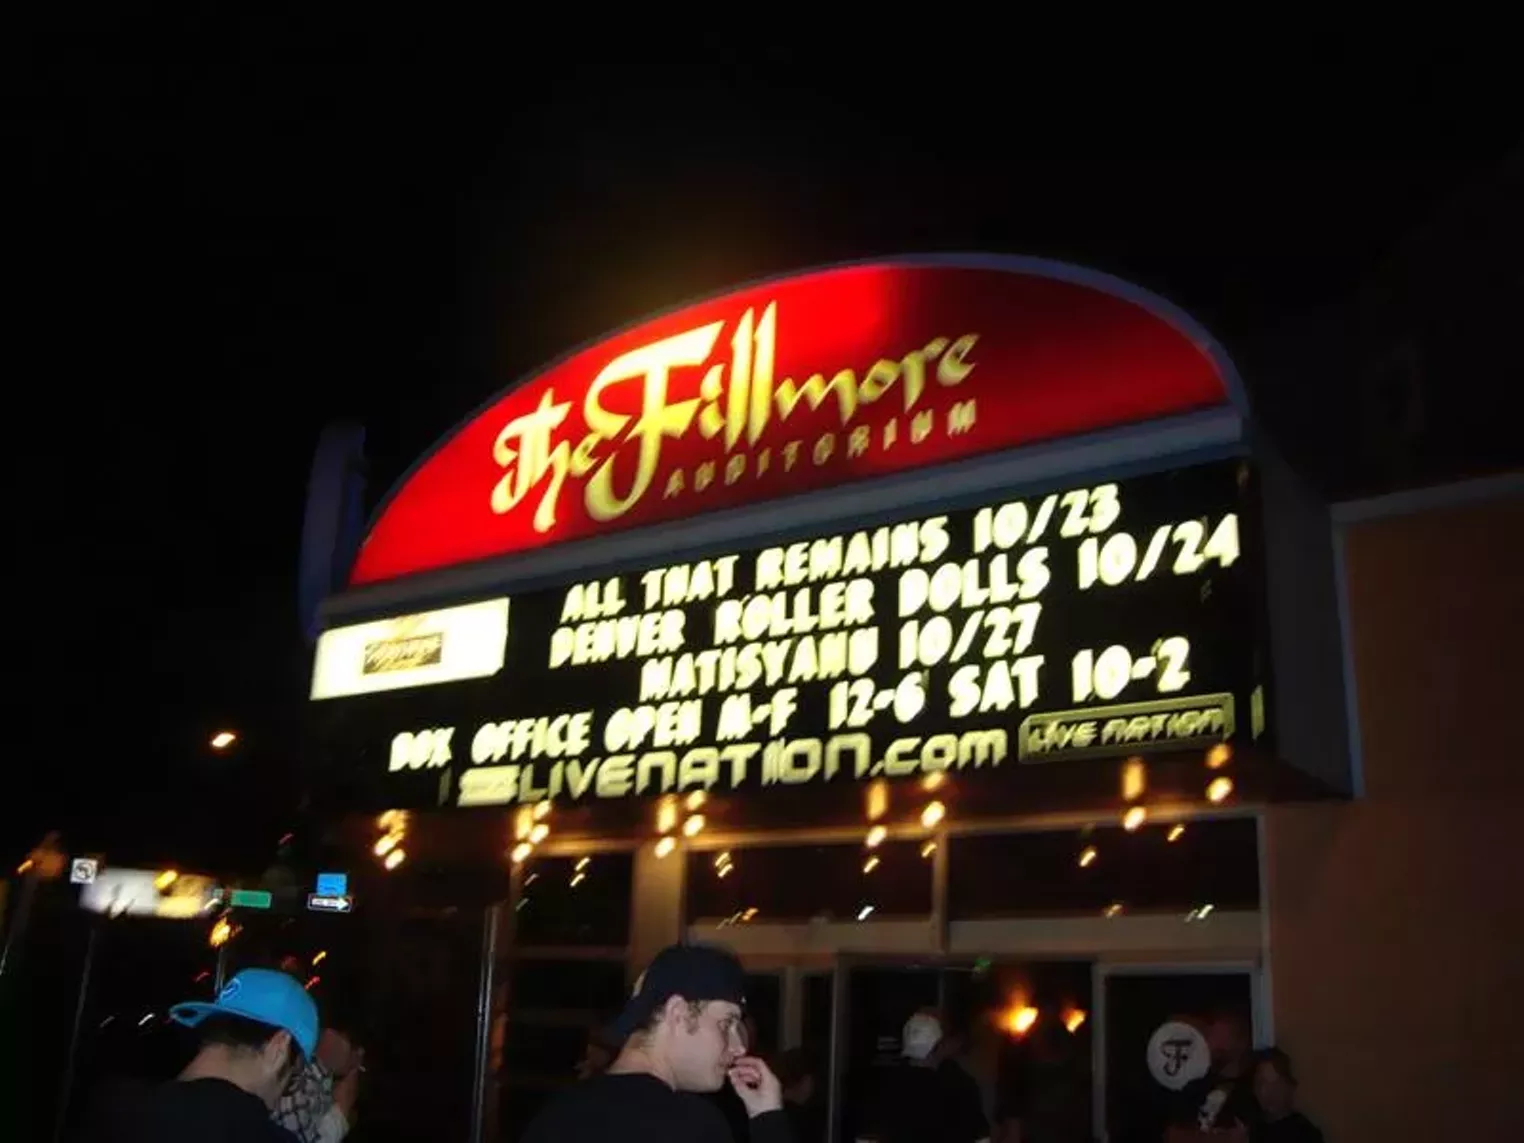 The Fillmore
AUDITORIUM
ALL THAT REMAINS 10/23
DENVER ROLLER DOLLS 10/24
MATISYAHU 10/27
BOX OFFICE OPEN M-F 12-6 SAT 10-2
LIVENATION.com
LIVE NATION
F